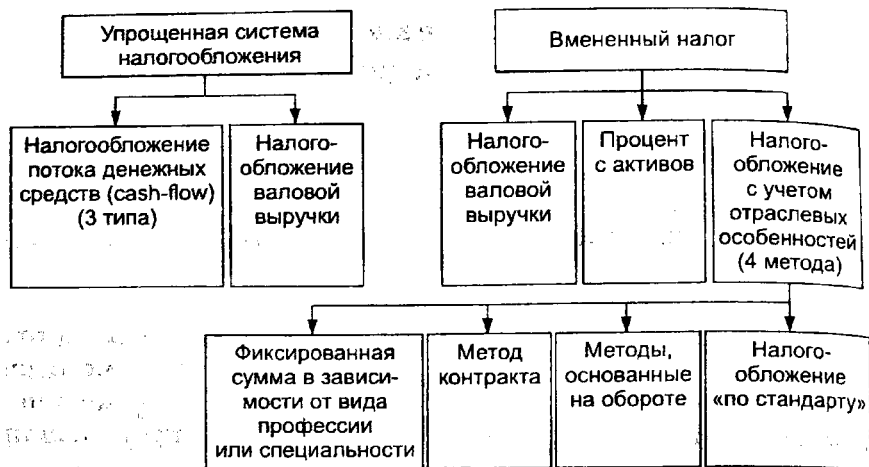 Упрощенная система
налогообложения
Вмененный налог
Налогообложение
потока денежных
средств (cash-flow)
(3 типа)
Налого-
обложение
валовой
выручки
Налого-
обложение
валовой
выручки
Процент
с активов
Налого-
обложение
с учетом
отраслевых
особенностей
(4 метода)
Фиксированная
сумма в зависи-
мости от вида
профессии
или специальности
Метод
контракта
Методы,
основанные
на обороте
Налого-
обложение
«по стандарту»